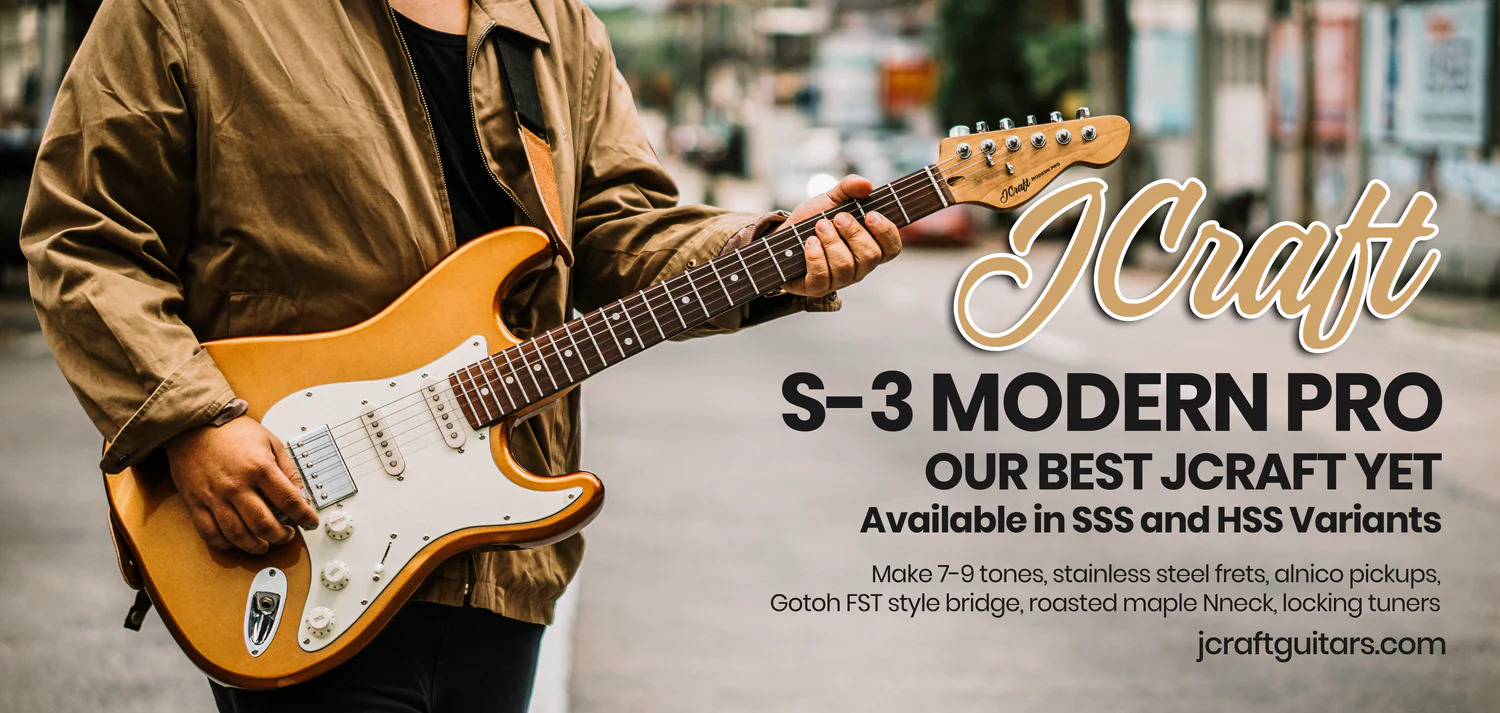 JCraft MODERN PRO
JCraft
S-3 MODERN PRO
OUR BEST JCRAFT YET
Available in SSS and HSS Variants
Make 7-9 tones, stainless steel frets, alnico pickups,
Gotoh FST style bridge, roasted maple Nneck, locking tuners
jcraftguitars.com